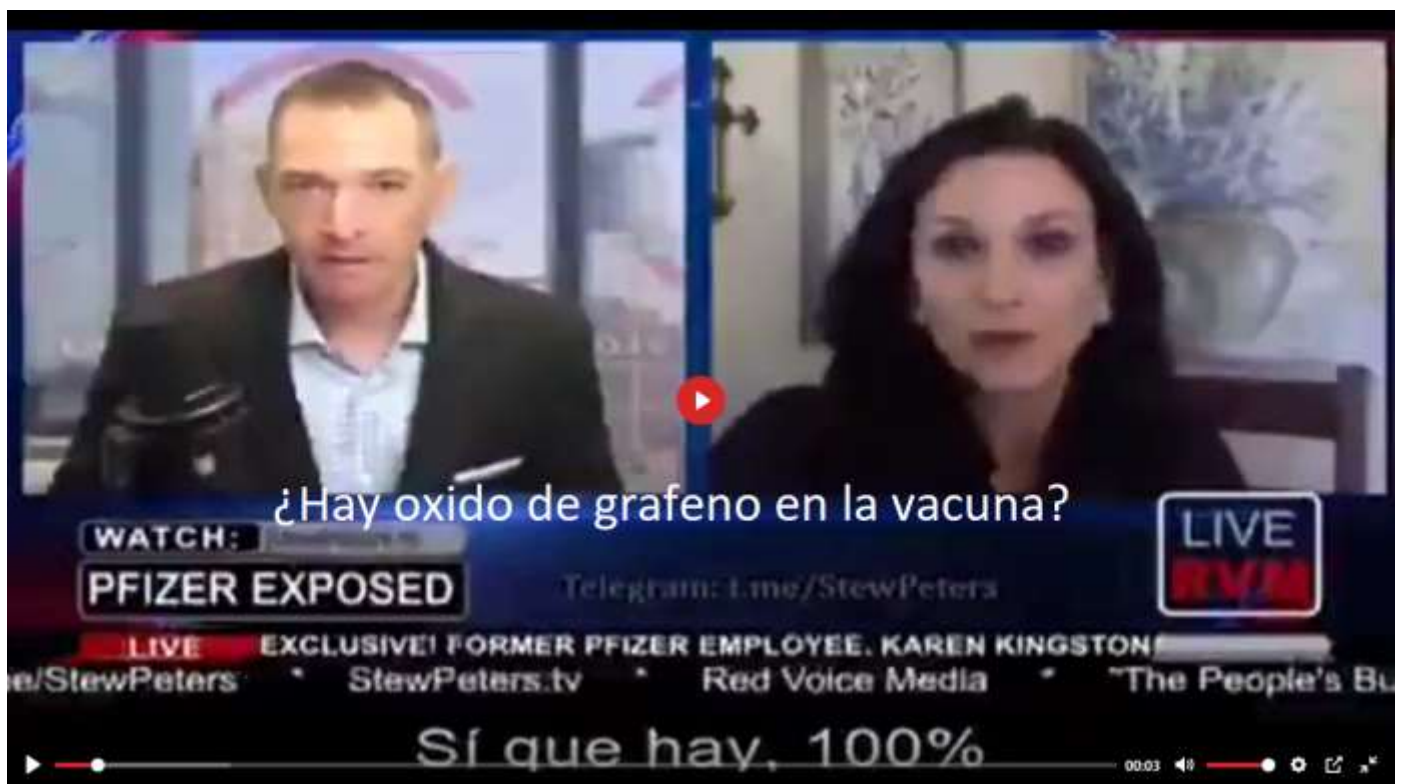 ¿Hay oxido de grafeno en la vacuna?
WATCH:
PFIZER EXPOSED
Telegram: t.me/StewPeters
LIVE
RVM
LIVE EXCLUSIVE! FORMER PFIZER EMPLOYEE, KAREN KINGSTON
e/StewPeters * StewPeters.tv * Red Voice Media * "The People's Bu
Sí que hay, 100%
00:03